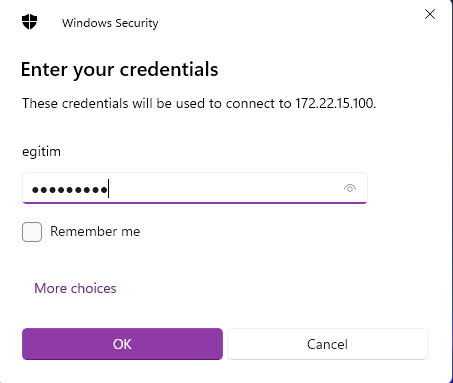 Windows Security
Enter your credentials
These credentials will be used to connect to 172.22.15.100.
egitim
●●●●●●●●●
Remember me
More choices
OK
Cancel